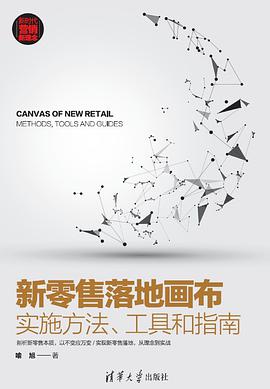 新时代
营销
新理念
CANVAS OF NEW RETAIL
METHODS, TOOLS AND GUIDES
新零售落地画布
实施方法、工具和指南
剖析新零售本质，以不变应万变 / 实现新零售落地，从理念到实战
喻 旭——著
清华大学出版社